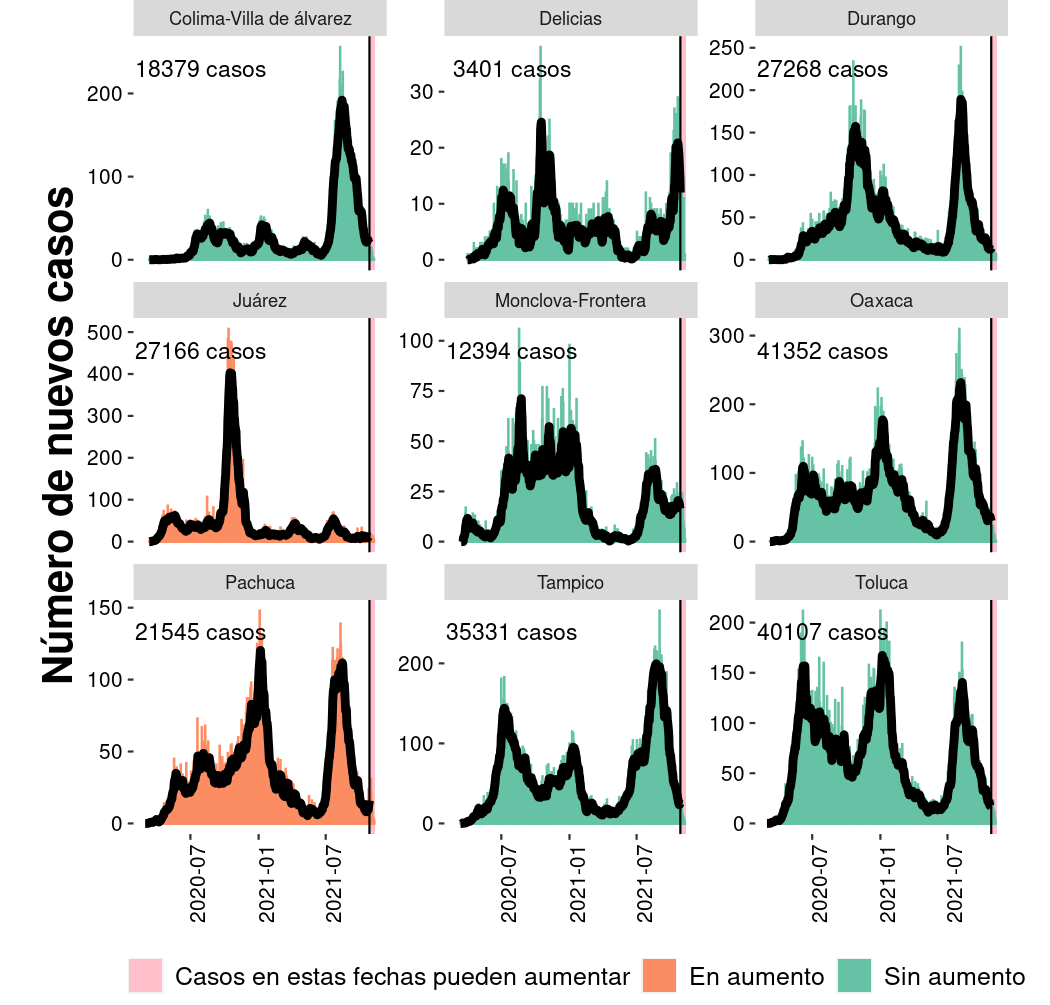 Número de nuevos casos
Colima-Villa de álvarez
18379 casos
200
100
0
Delicias
3401 casos
30
20
10
0
Durango
27268 casos
250
200
150
100
50
0
Juárez
27166 casos
500
400
300
200
100
0
Monclova-Frontera
12394 casos
100
75
50
25
0
Oaxaca
41352 casos
300
200
100
0
Pachuca
21545 casos
150
100
50
0
2020-07
2021-01
2021-07
Tampico
35331 casos
200
100
0
2020-07
2021-01
2021-07
Toluca
40107 casos
200
150
100
50
0
2020-07
2021-01
2021-07
Casos en estas fechas pueden aumentar
En aumento
Sin aumento